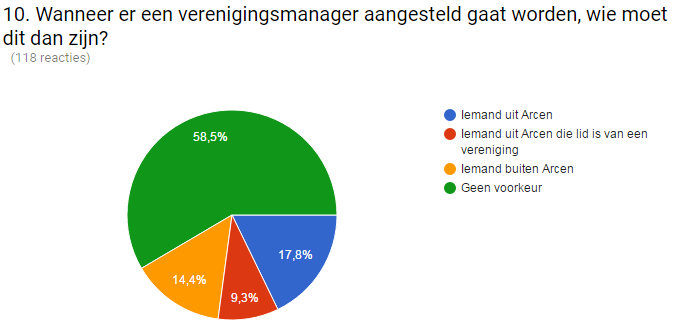 10. Wanneer er een verenigingsmanager aangesteld gaat worden, wie moet
dit dan zijn?
(118 reacties)
58,5%
17,8%
14,4%
9,3%
Iemand uit Arcen
Iemand uit Arcen die lid is van een
vereniging
Iemand buiten Arcen
Geen voorkeur